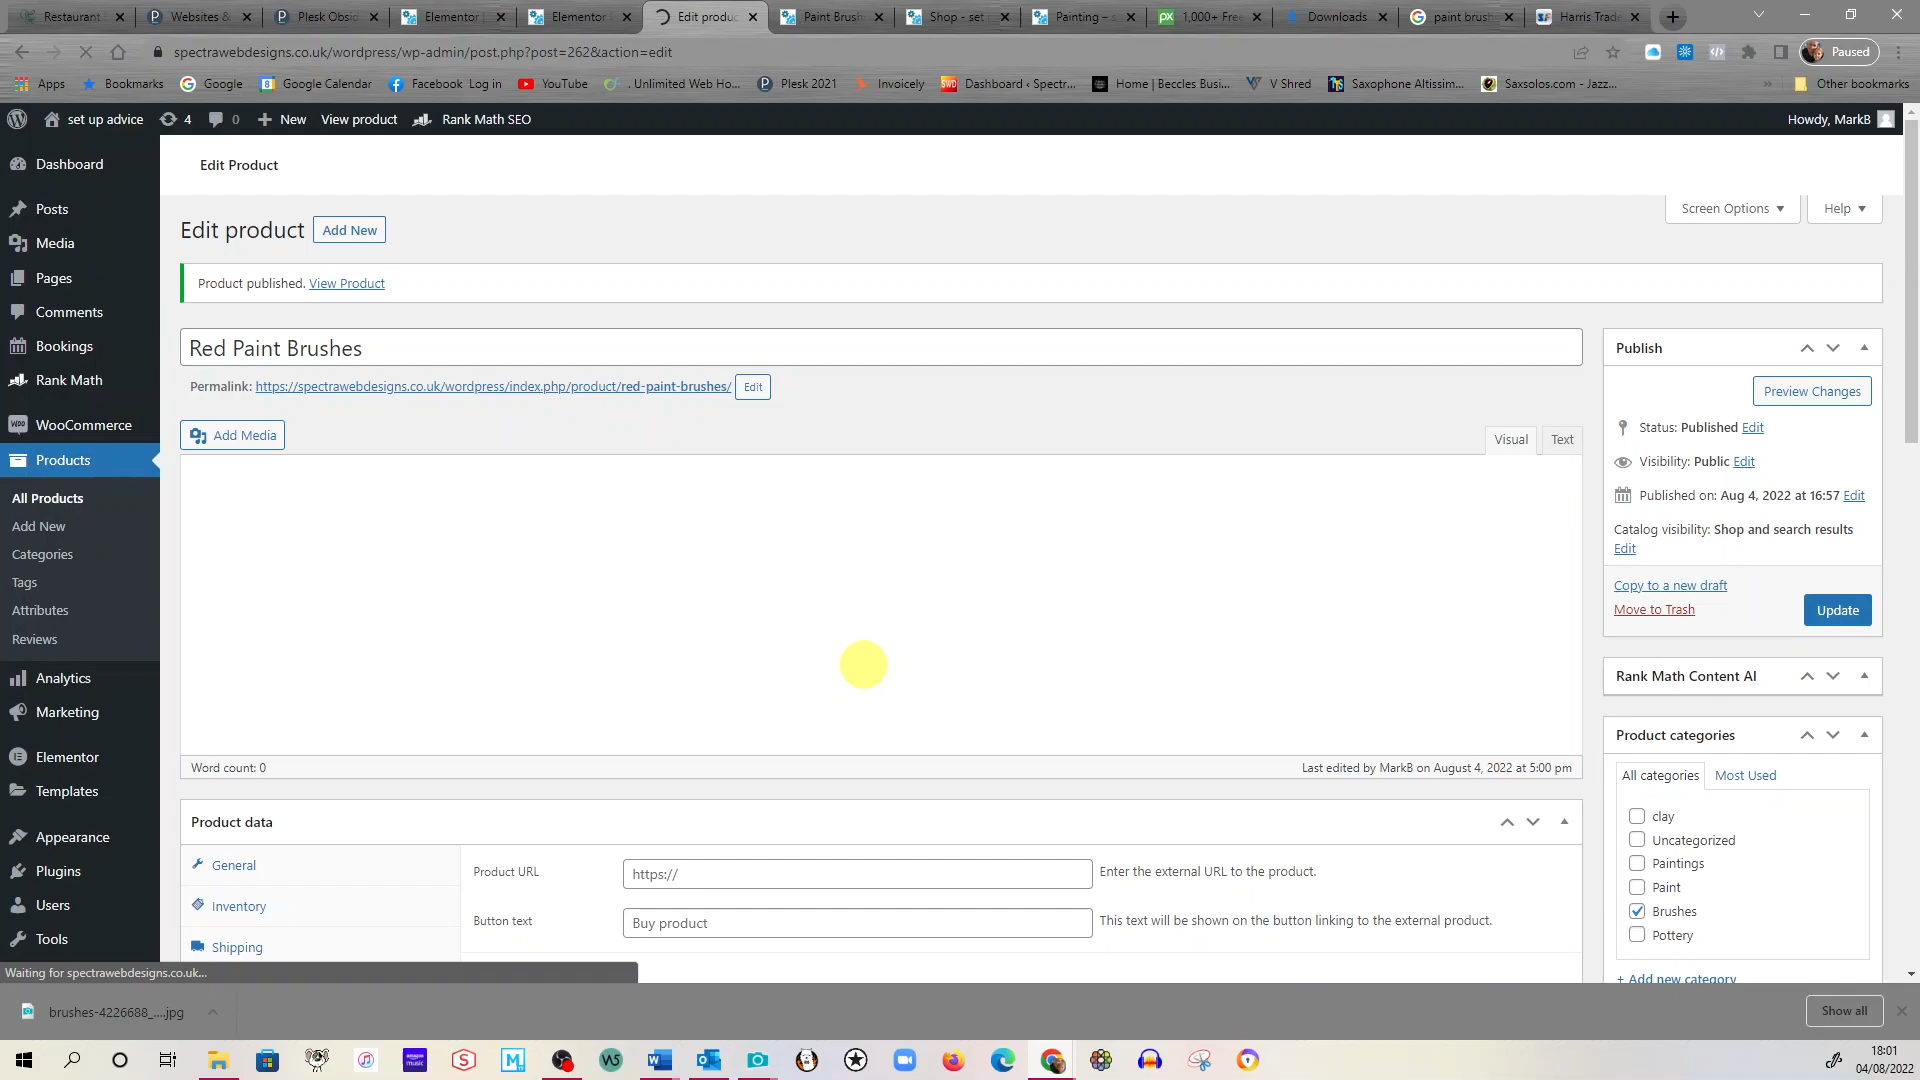 Restaurant
Websites &
Plesk Obsid
Elementor
Elementor
Edit produc
Paint Brush
Shop - set
Painting – s
1,000+ Free
Downloads
paint brush
Harris Trad
spectrawebdesigns.co.uk/wordpress/wp-admin/post.php?post=262&action=edit
Paused
Apps
Bookmarks
Google
Google Calendar
Facebook Log in
YouTube
. Unlimited Web Ho...
Plesk 2021
Invoicely
Dashboard ‹ Spectr...
Home | Beccles Busi...
V Shred
Saxophone Altissim...
Saxsolos.com - Jazz...
Other bookmarks
set up advice
4
0
New
View product
Rank Math SEO
Howdy, MarkB
Dashboard
Posts
Media
Pages
Comments
Bookings
Rank Math
WooCommerce
Products
All Products
Add New
Categories
Tags
Attributes
Reviews
Analytics
Marketing
Elementor
Templates
Appearance
Plugins
Users
Tools
Edit Product
Screen Options
Help
Edit product
Add New
Product published. View Product
Red Paint Brushes
Permalink: https://spectrawebdesigns.co.uk/wordpress/index.php/product/red-paint-brushes/ Edit
Add Media
Visual
Text
Word count: 0
Last edited by MarkB on August 4, 2022 at 5:00 pm
Product data
General
Inventory
Shipping
Product URL
https://
Enter the external URL to the product.
Button text
Buy product
This text will be shown on the button linking to the external product.
Publish
Preview Changes
Status: Published Edit
Visibility: Public Edit
Published on: Aug 4, 2022 at 16:57 Edit
Catalog visibility: Shop and search results
Edit
Copy to a new draft
Move to Trash
Update
Rank Math Content AI
Product categories
All categories
Most Used
clay
Uncategorized
Paintings
Paint
Brushes
Pottery
+ Add new category
Waiting for spectrawebdesigns.co.uk...
brushes-4226688_....jpg
Show all
18:01
04/08/2022